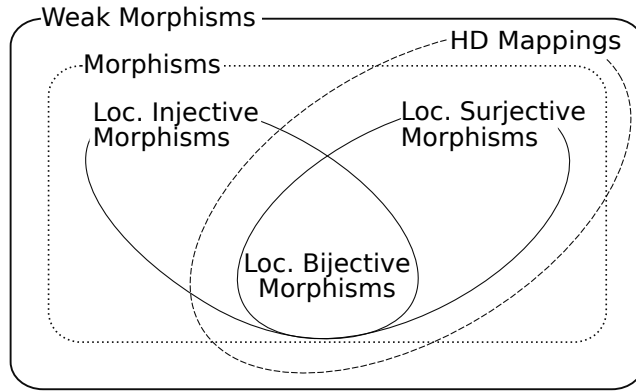 Weak Morphisms
HD Mappings
Morphisms
Loc. Injective
Morphisms
Loc. Surjective
Morphisms
Loc. Bijective
Morphisms